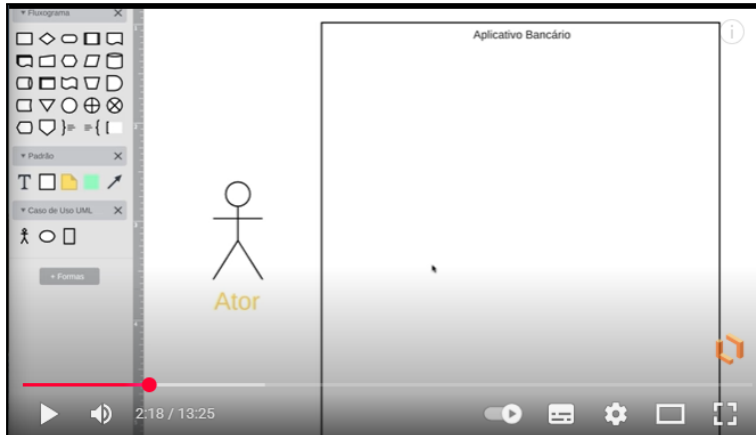 ▾ Fluxograma
Aplicativo Bancário
▾ Padrão
T
▾ Caso de Uso UML
+ Formas
Ator
2:18 / 13:25